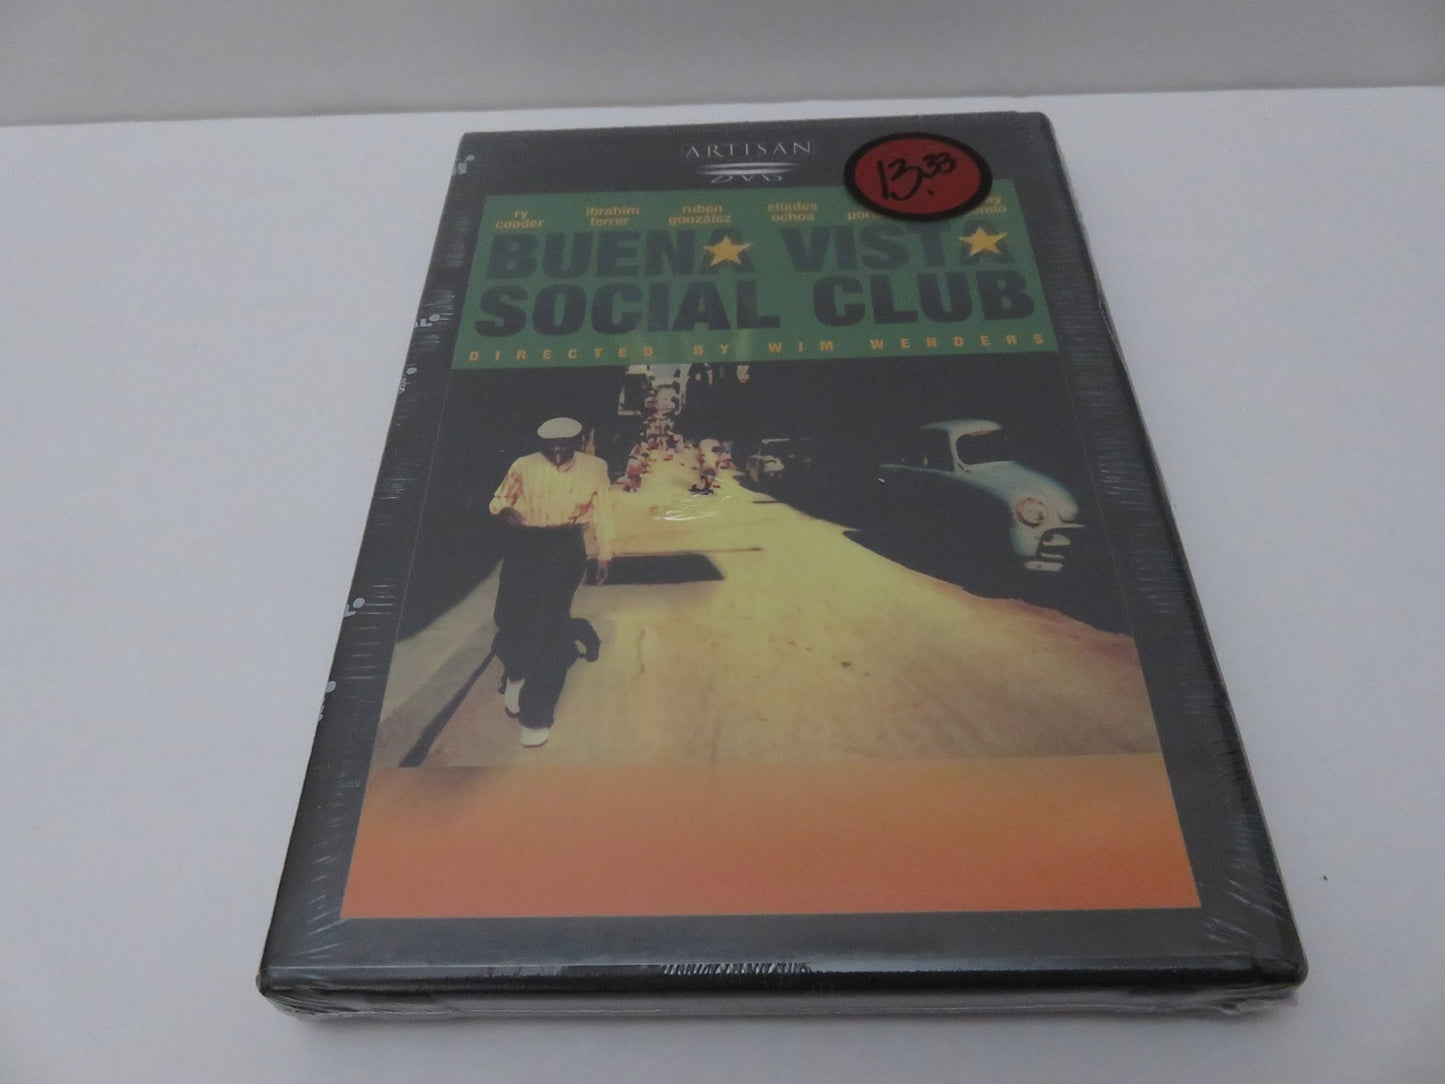 ARTISAN
DVD
13.33
ry cooder
ibrahim ferrer
rubén gonzález
eliades ochos
BUENA VISTA
SOCIAL CLUB
DIRECTED BY WIM WENDERS